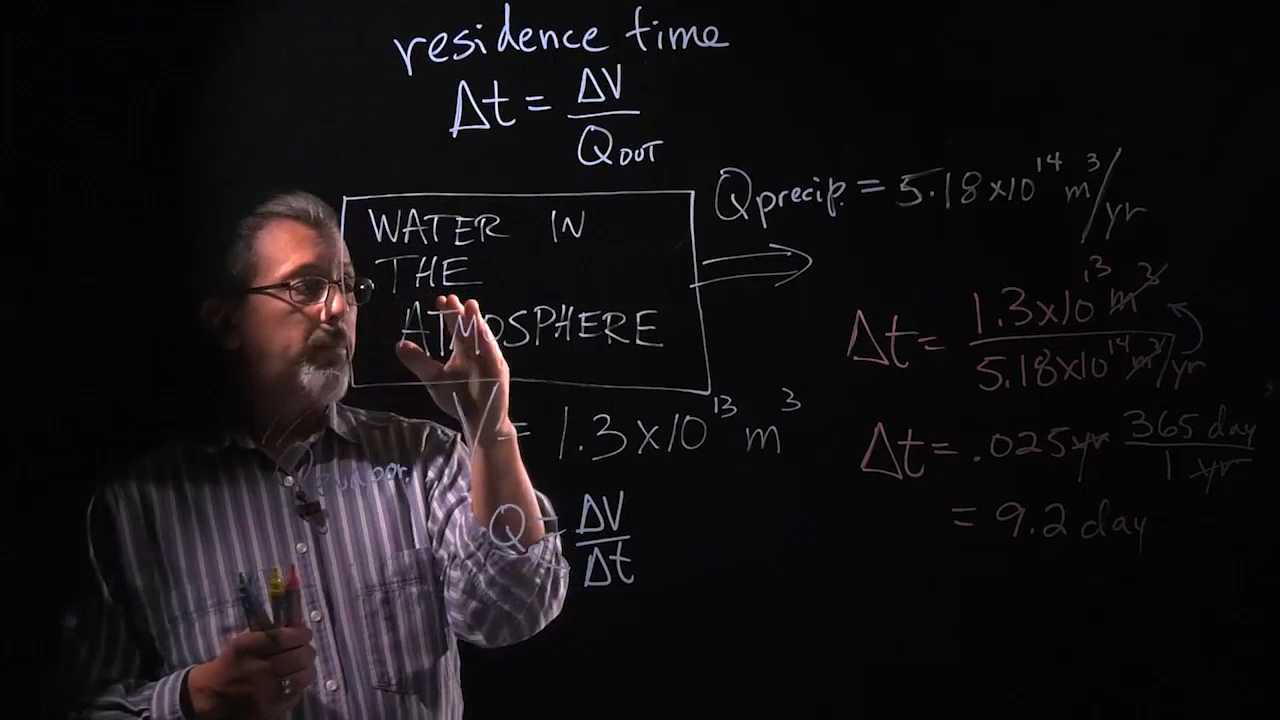 residence time
Δt = ΔV / Q OUT
WATER IN
THE
ATMOSPHERE
Q precip. = 5.18x10^14 m^3/yr
V = 1.3x10^13 m^3
Q = ΔV / Δt
Δt = 1.3x10^13 m^3 / 5.18x10^14 m^3/yr
Δt = .025 yr 365 day / 1 yr
= 9.2 day